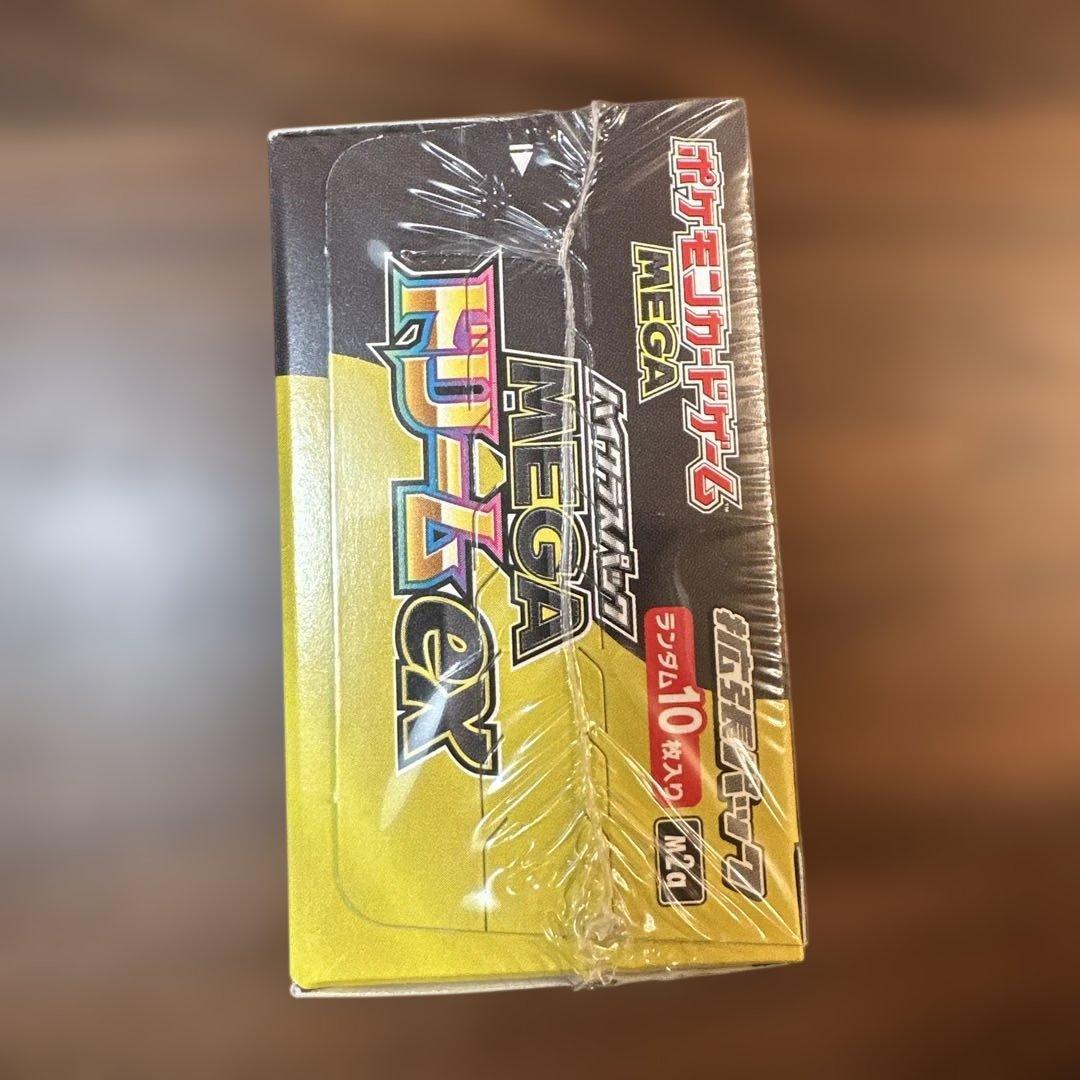 ポケモンカードゲーム
MEGA
拡張パック
ランダム10枚入り
M2a
ハイクラスパック
MEGA
ドリームex